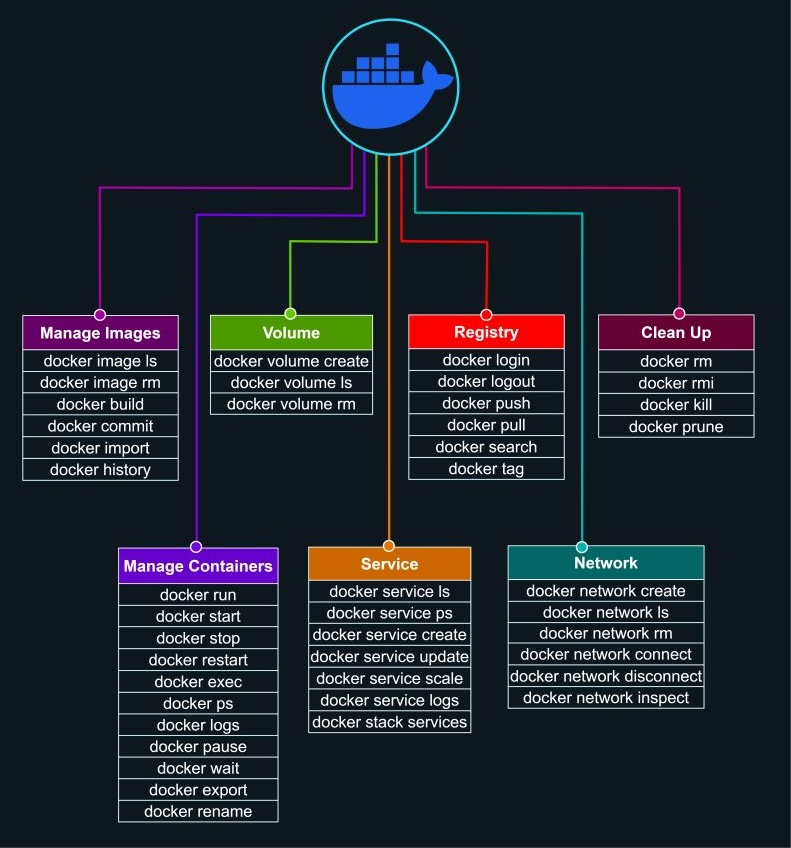 Manage Images
docker image ls
docker image rm
docker build
docker commit
docker import
docker history
Volume
docker volume create
docker volume ls
docker volume rm
Registry
docker login
docker logout
docker push
docker pull
docker search
docker tag
Clean Up
docker rm
docker rmi
docker kill
docker prune
Manage Containers
docker run
docker start
docker stop
docker restart
docker exec
docker ps
docker logs
docker pause
docker wait
docker export
docker rename
Service
docker service ls
docker service ps
docker service create
docker service update
docker service scale
docker service logs
docker stack services
Network
docker network create
docker network ls
docker network rm
docker network connect
docker network disconnect
docker network inspect